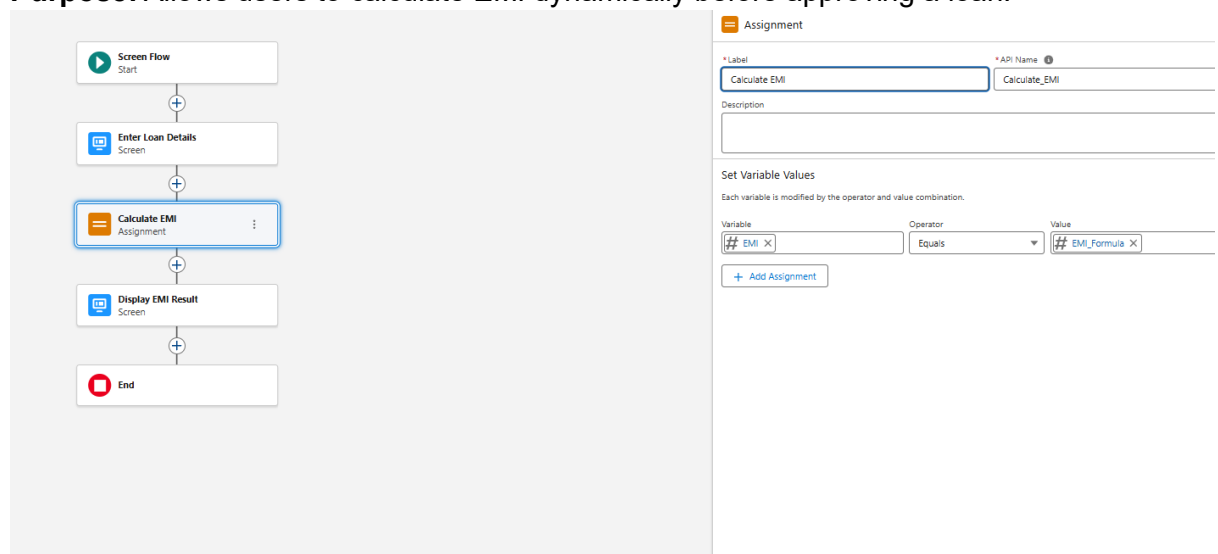 Purpose: Allows users to calculate EMI dynamically before approving a loan.
Screen Flow
Start
Enter Loan Details
Screen
Calculate EMI
Assignment
Display EMI Result
Screen
End
Assignment
*Label
*API Name
Calculate EMI
Calculate_EMI
Description
Set Variable Values
Each variable is modified by the operator and value combination.
Variable
Operator
Value
EMI
Equals
EMI_Formula
+ Add Assignment